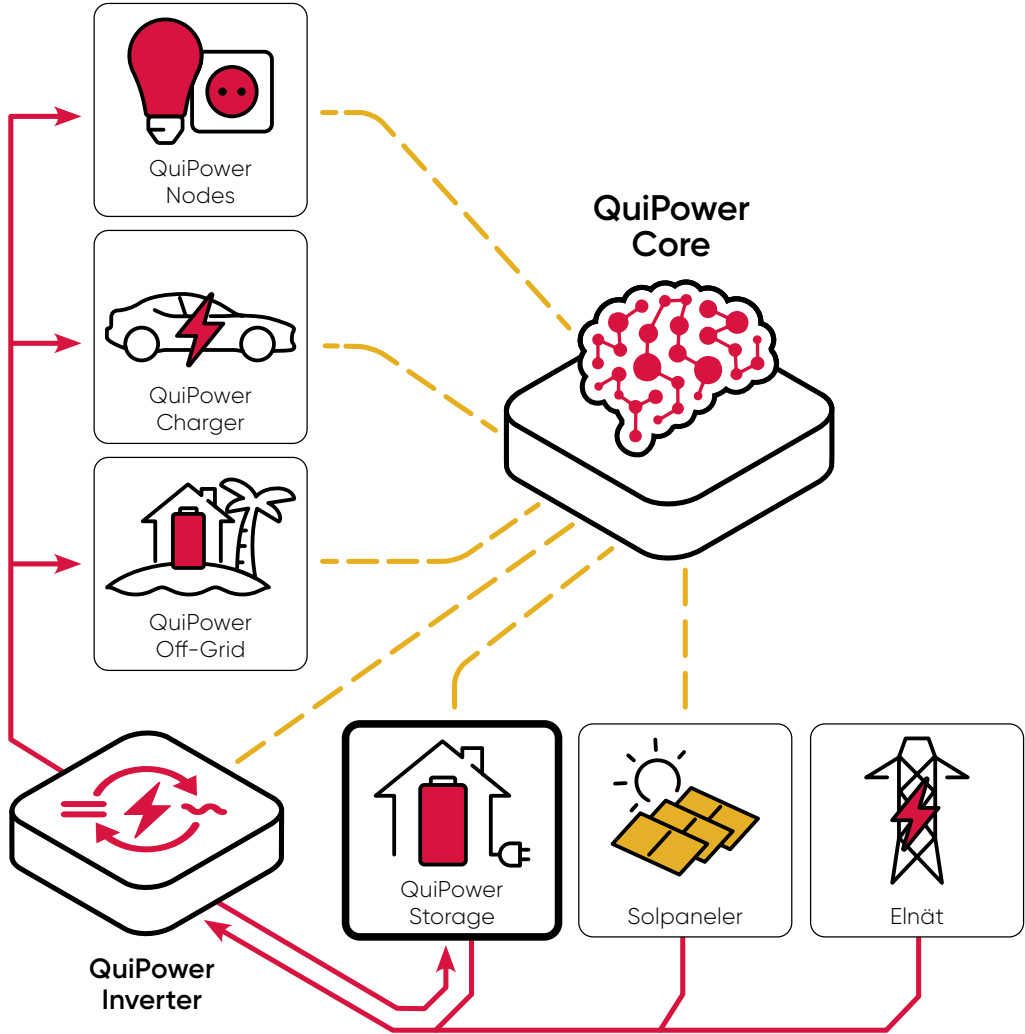 QuiPower
Nodes
QuiPower
Core
QuiPower
Charger
QuiPower
Off-Grid
QuiPower
Storage
Solpaneler
Elnät
QuiPower
Inverter